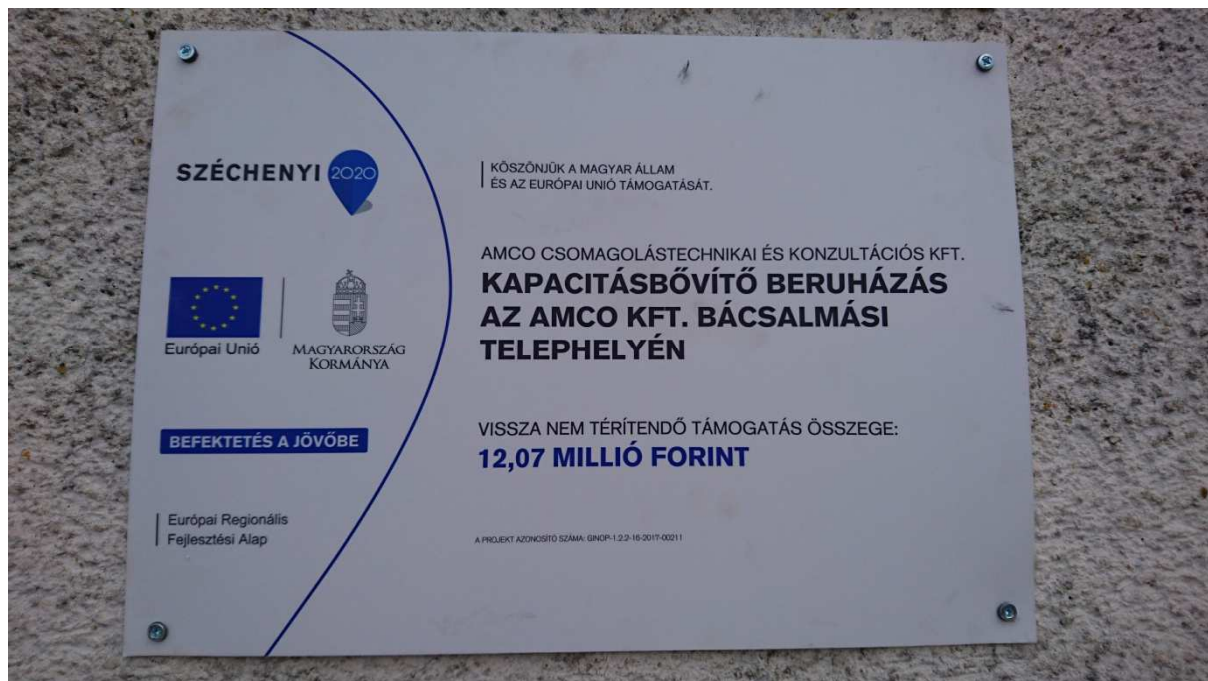 SZÉCHENYI 2020
Európai Unió
MAGYARORSZÁG
KORMÁNYA
BEFEKTETÉS A JÖVŐBE
Európai Regionális
Fejlesztési Alap
KÖSZÖNJÜK A MAGYAR ÁLLAM
ÉS AZ EURÓPAI UNIÓ TÁMOGATÁSÁT.
AMCO CSOMAGOLÁSTECHNIKAI ÉS KONZULTÁCIÓS KFT.
KAPACITÁSBŐVÍTŐ BERUHÁZÁS
AZ AMCO KFT. BÁCSALMÁSI
TELEPHELYÉN
VISSZA NEM TÉRÍTENDŐ TÁMOGATÁS ÖSSZEGE:
12,07 MILLIÓ FORINT
A PROJEKT AZONOSÍTÓ SZÁMA: GINOP-1.2.2-16-2017-00211